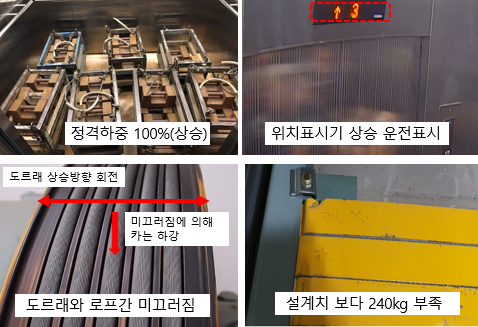 정격하중 100%(상승)
3
위치표시기 상승 운전표시
도르래 상승방향 회전
미끄러짐에 의해
카는 하강
도르래와 로프간 미끄러짐
설계치 보다 240kg 부족